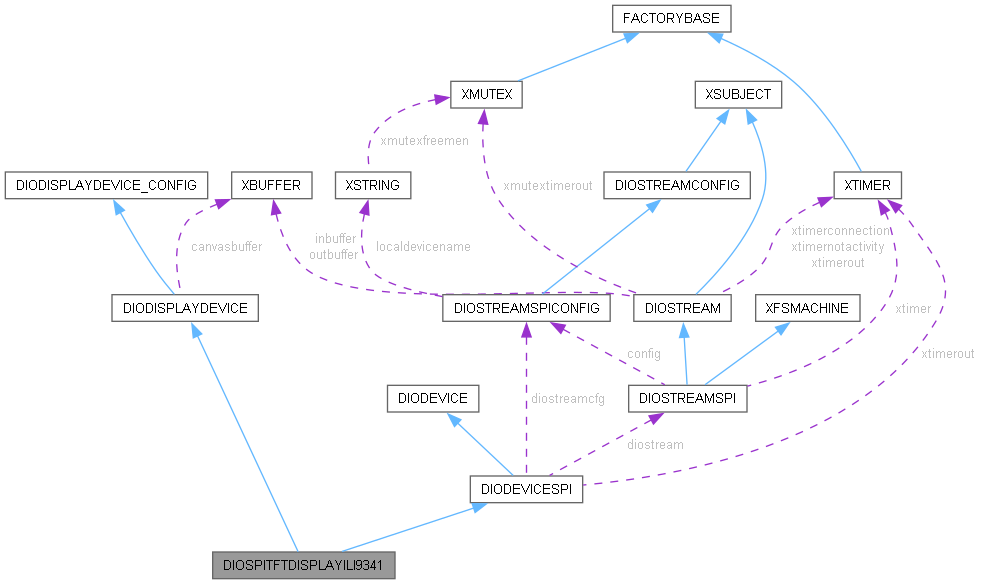 FACTORYBASE
XMUTEX
XSUBJECT
xmutexfreemen
DIODISPLAYDEVICE_CONFIG
XBUFFER
XSTRING
xmutextimerout
DIOSTREAMCONFIG
XTIMER
canvasbuffer
inbuffer
outbuffer
localdevicename
xtimerconnection
xtimernotactivity
xtimerout
DIODISPLAYDEVICE
DIOSTREAMSPICONFIG
DIOSTREAM
XFSMACHINE
xtimer
config
xtimerout
DIODEVICE
diostreamcfg
DIOSTREAMSPI
diostream
DIODEVICESPI
DIOSPITFTDISPLAYILI9341